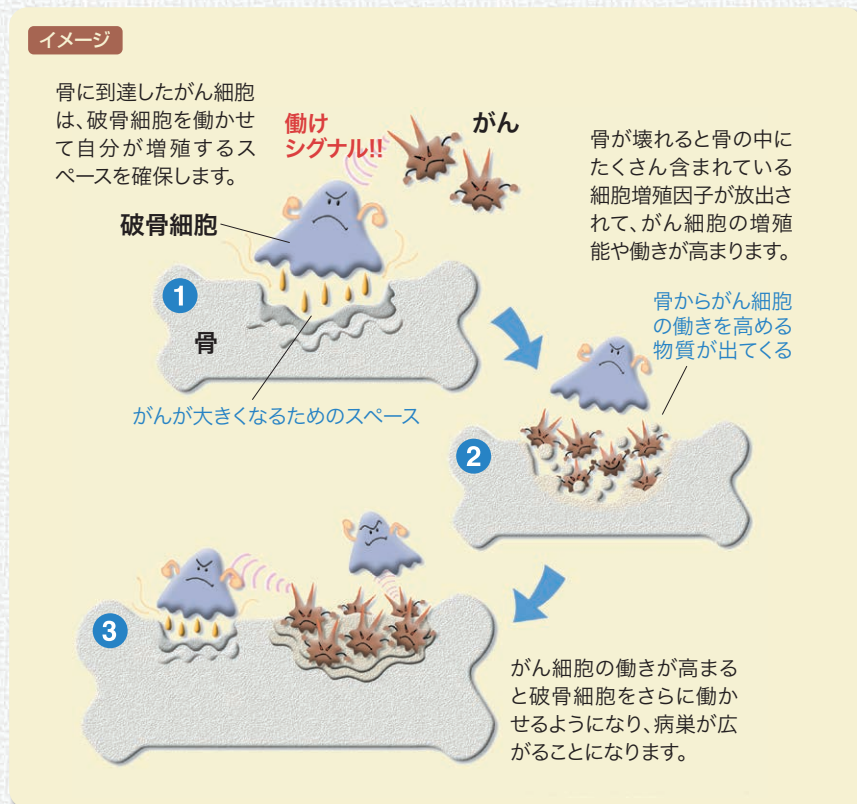 イメージ
骨に到達したがん細胞
は、破骨細胞を働かせ
て自分が増殖するス
ペースを確保します。
働け
シグナル!!
がん
破骨細胞
1
骨
がんが大きくなるためのスペース
骨が壊れると骨の中に
たくさん含まれている
細胞増殖因子が放出さ
れて、がん細胞の増殖
能や働きが高まります。
骨からがん細胞
の働きを高める
物質が出てくる
2
3
がん細胞の働きが高まる
と破骨細胞をさらに働か
せるようになり、病巣が広
がることになります。